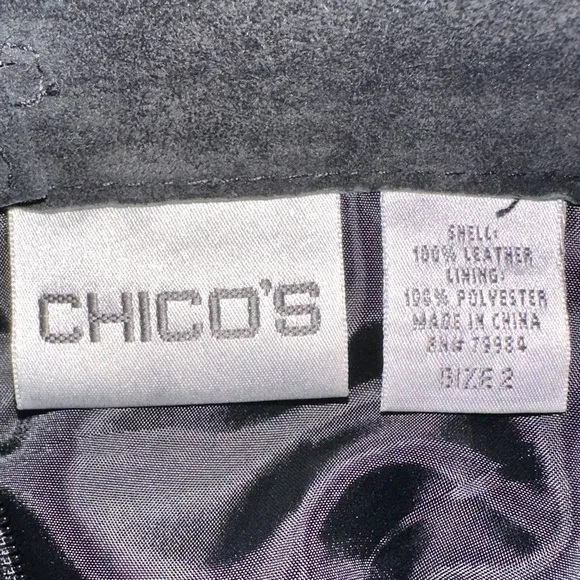 CHICO'S
SHELL:
100% LEATHER
LINING:
100% POLYESTER
MADE IN CHINA
RN# 79984
SIZE 2